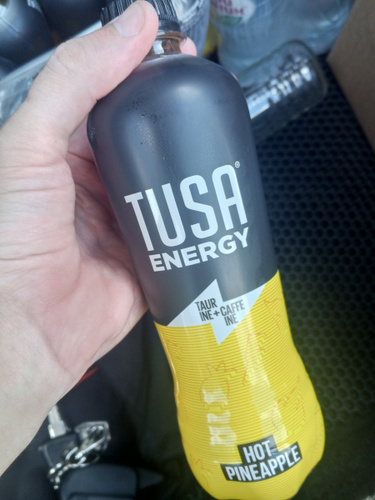 TUSA®
ENERGY
TAUR
INE+CAFFE
INE
HOT
PINEAPPLE